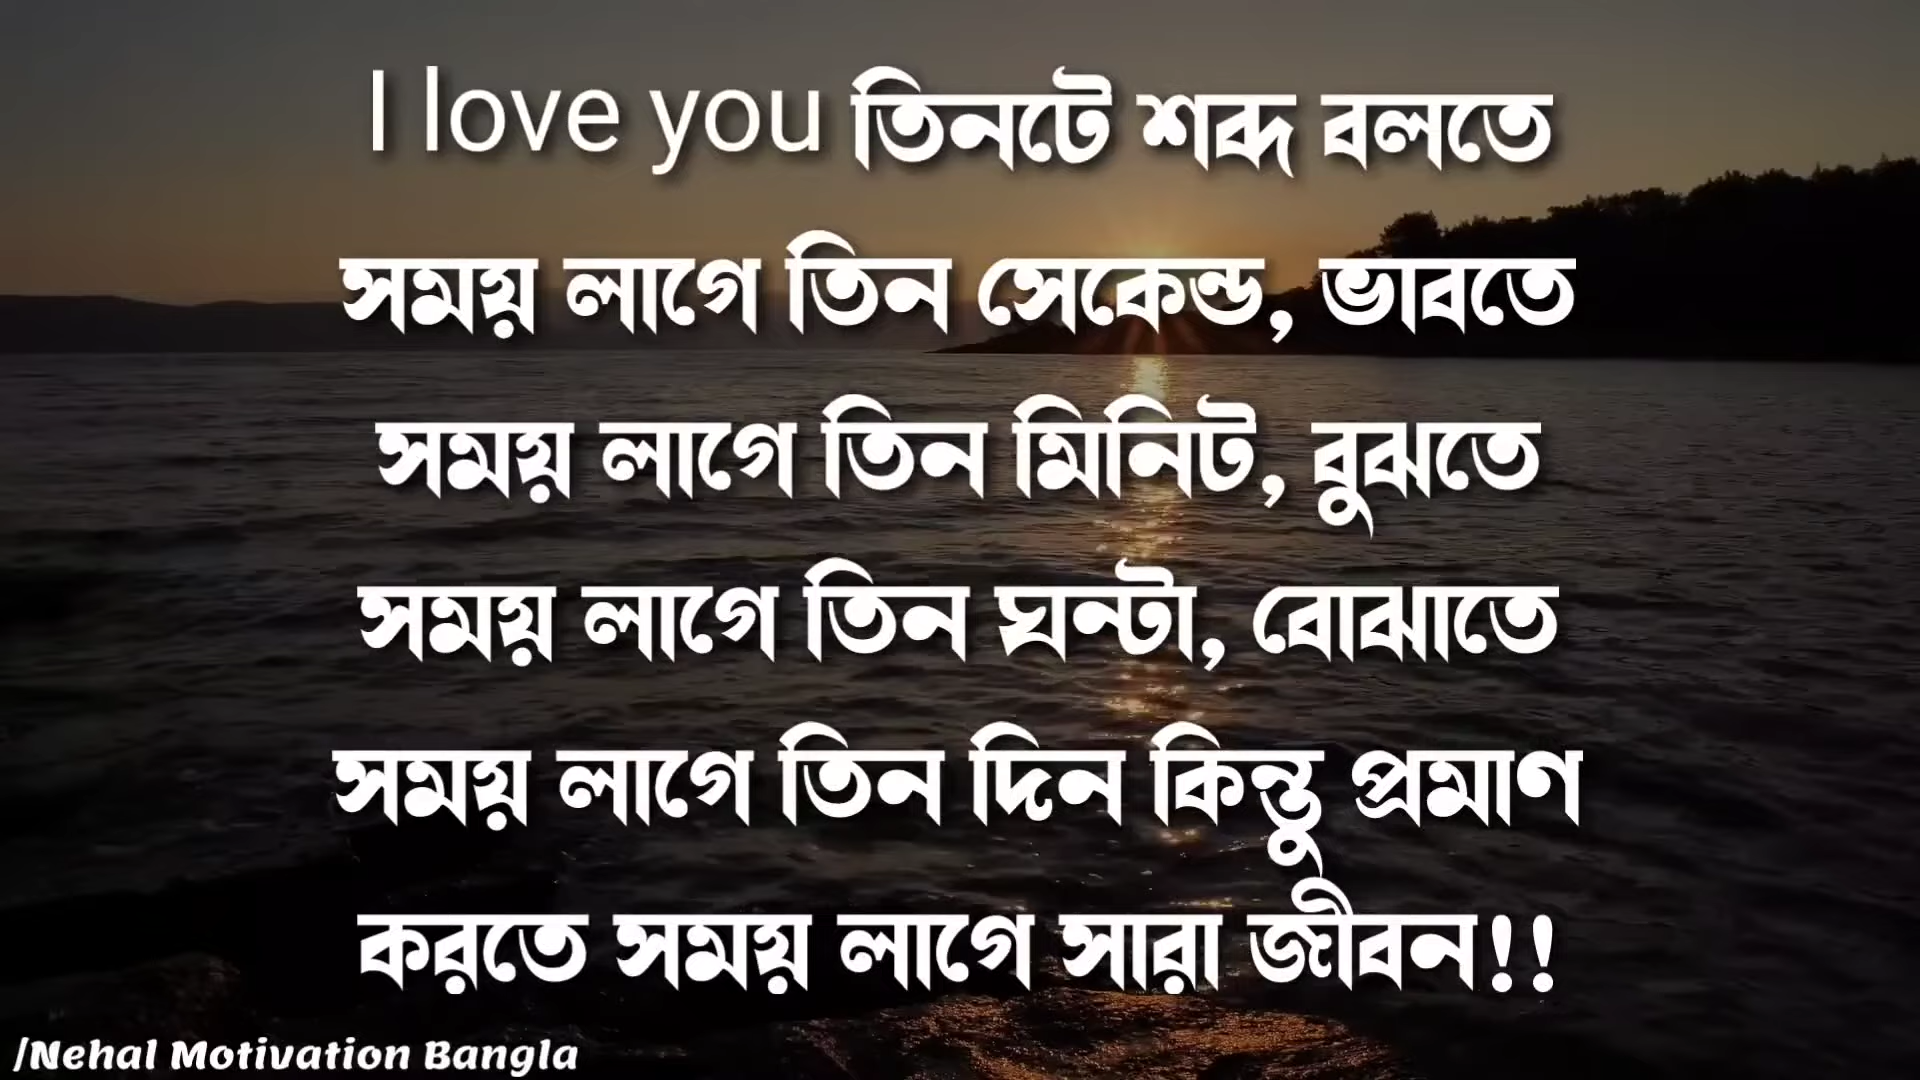 I love you তিনটে শব্দ বলতে
সময় লাগে তিন সেকেন্ড, ভাবতে
সময় লাগে তিন মিনিট, বুঝতে
সময় লাগে তিন ঘন্টা, বোঝাতে
সময় লাগে তিন দিন কিন্তু প্রমাণ
করতে সময় লাগে সারা জীবন!!
/Nehal Motivation Bangla